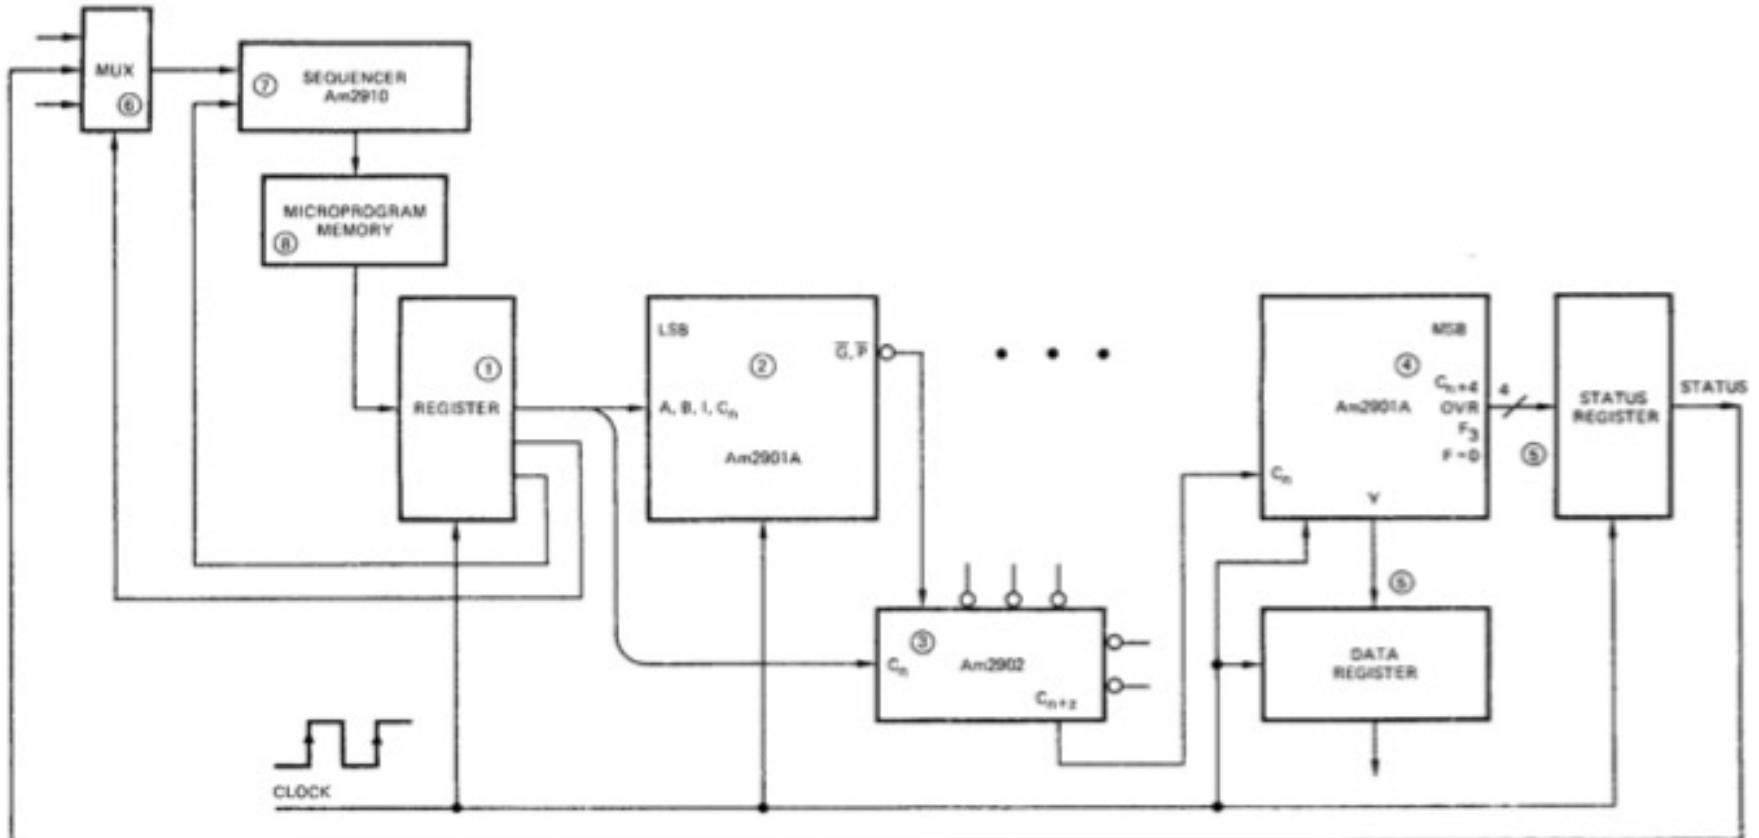 MUX
⑥
⑦
SEQUENCER
Am2910
MICROPROGRAM
MEMORY
⑧
①
REGISTER
LSB
②
G̅, P̅
A, B, I, Cn
Am2901A
MSB
④
Cn+4
Am2901A
OVR
F3
F=0
Cn
Y
4
⑤
STATUS
REGISTER
STATUS
⑤
③
Cn
Am2902
Cn+z
DATA
REGISTER
CLOCK